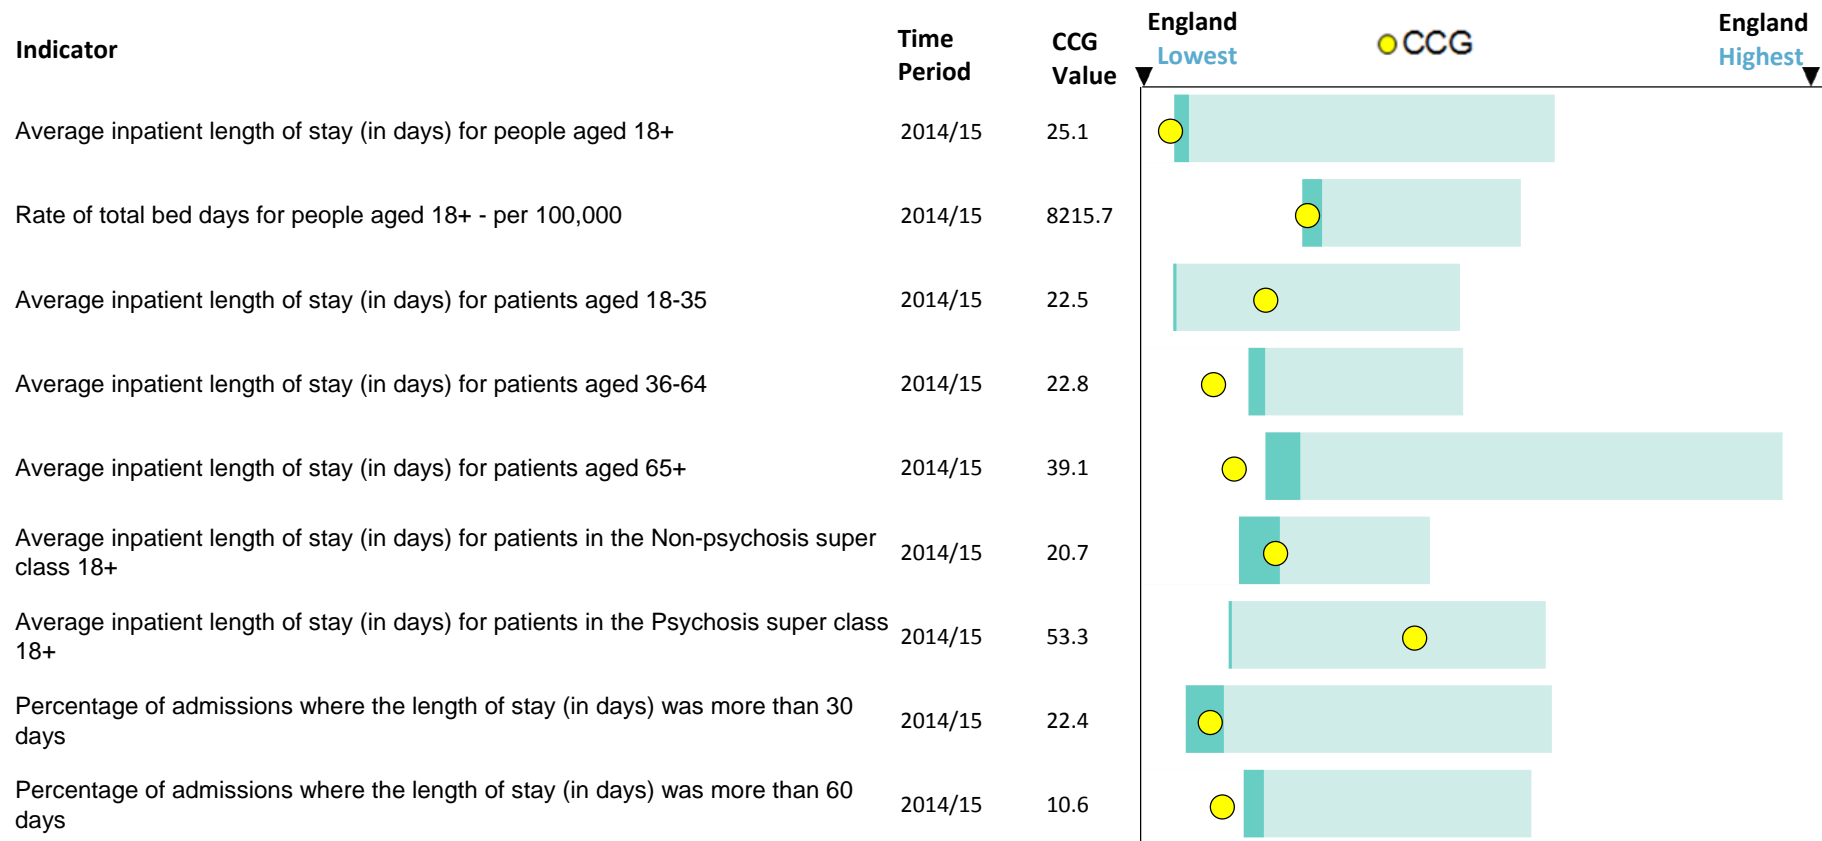 Indicator
Time Period
CCG Value
England Lowest
CCG
England Highest
Average inpatient length of stay (in days) for people aged 18+ 2014/15 25.1
Rate of total bed days for people aged 18+ - per 100,000 2014/15 8215.7
Average inpatient length of stay (in days) for patients aged 18-35 2014/15 22.5
Average inpatient length of stay (in days) for patients aged 36-64 2014/15 22.8
Average inpatient length of stay (in days) for patients aged 65+ 2014/15 39.1
Average inpatient length of stay (in days) for patients in the Non-psychosis super
class 18+ 2014/15 20.7
Average inpatient length of stay (in days) for patients in the Psychosis super class
18+ 2014/15 53.3
Percentage of admissions where the length of stay (in days) was more than 30
days 2014/15 22.4
Percentage of admissions where the length of stay (in days) was more than 60
days 2014/15 10.6